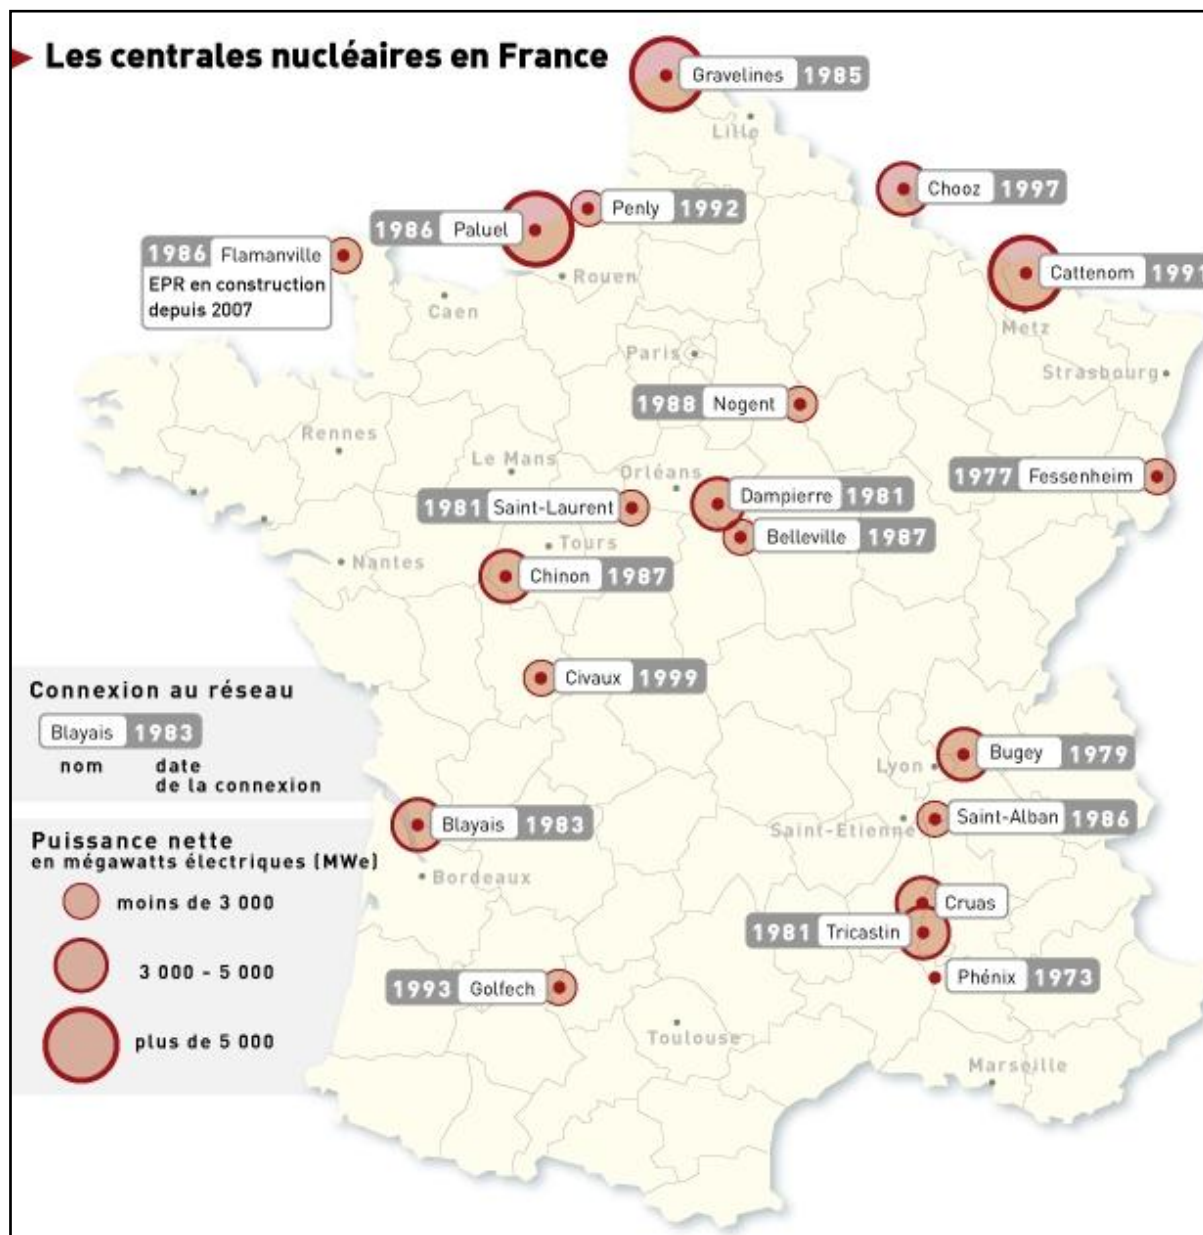 Les centrales nucléaires en France
Gravelines 1985
Lille
Chooz 1997
Penly 1992
1986 Paluel
1986 Flamanville
EPR en construction
depuis 2007
Cattenom 1991
Rouen
Caen
Metz
Paris
Strasbourg
1988 Nogent
Rennes
Le Mans
Orléans
1977 Fessenheim
Dampierre 1981
1981 Saint-Laurent
Belleville 1987
Tours
Nantes
Chinon 1987
Civaux 1999
Connexion au réseau
Blayais 1983
nom date
de la connexion
Bugey 1979
Lyon
Saint-Alban 1986
Saint-Etienne
Blayais 1983
Puissance nette
en mégawatts électriques (MWe)
moins de 3 000
3 000 - 5 000
plus de 5 000
Bordeaux
Cruas
1981 Tricastin
Phénix 1973
1993 Golfech
Toulouse
Marseille